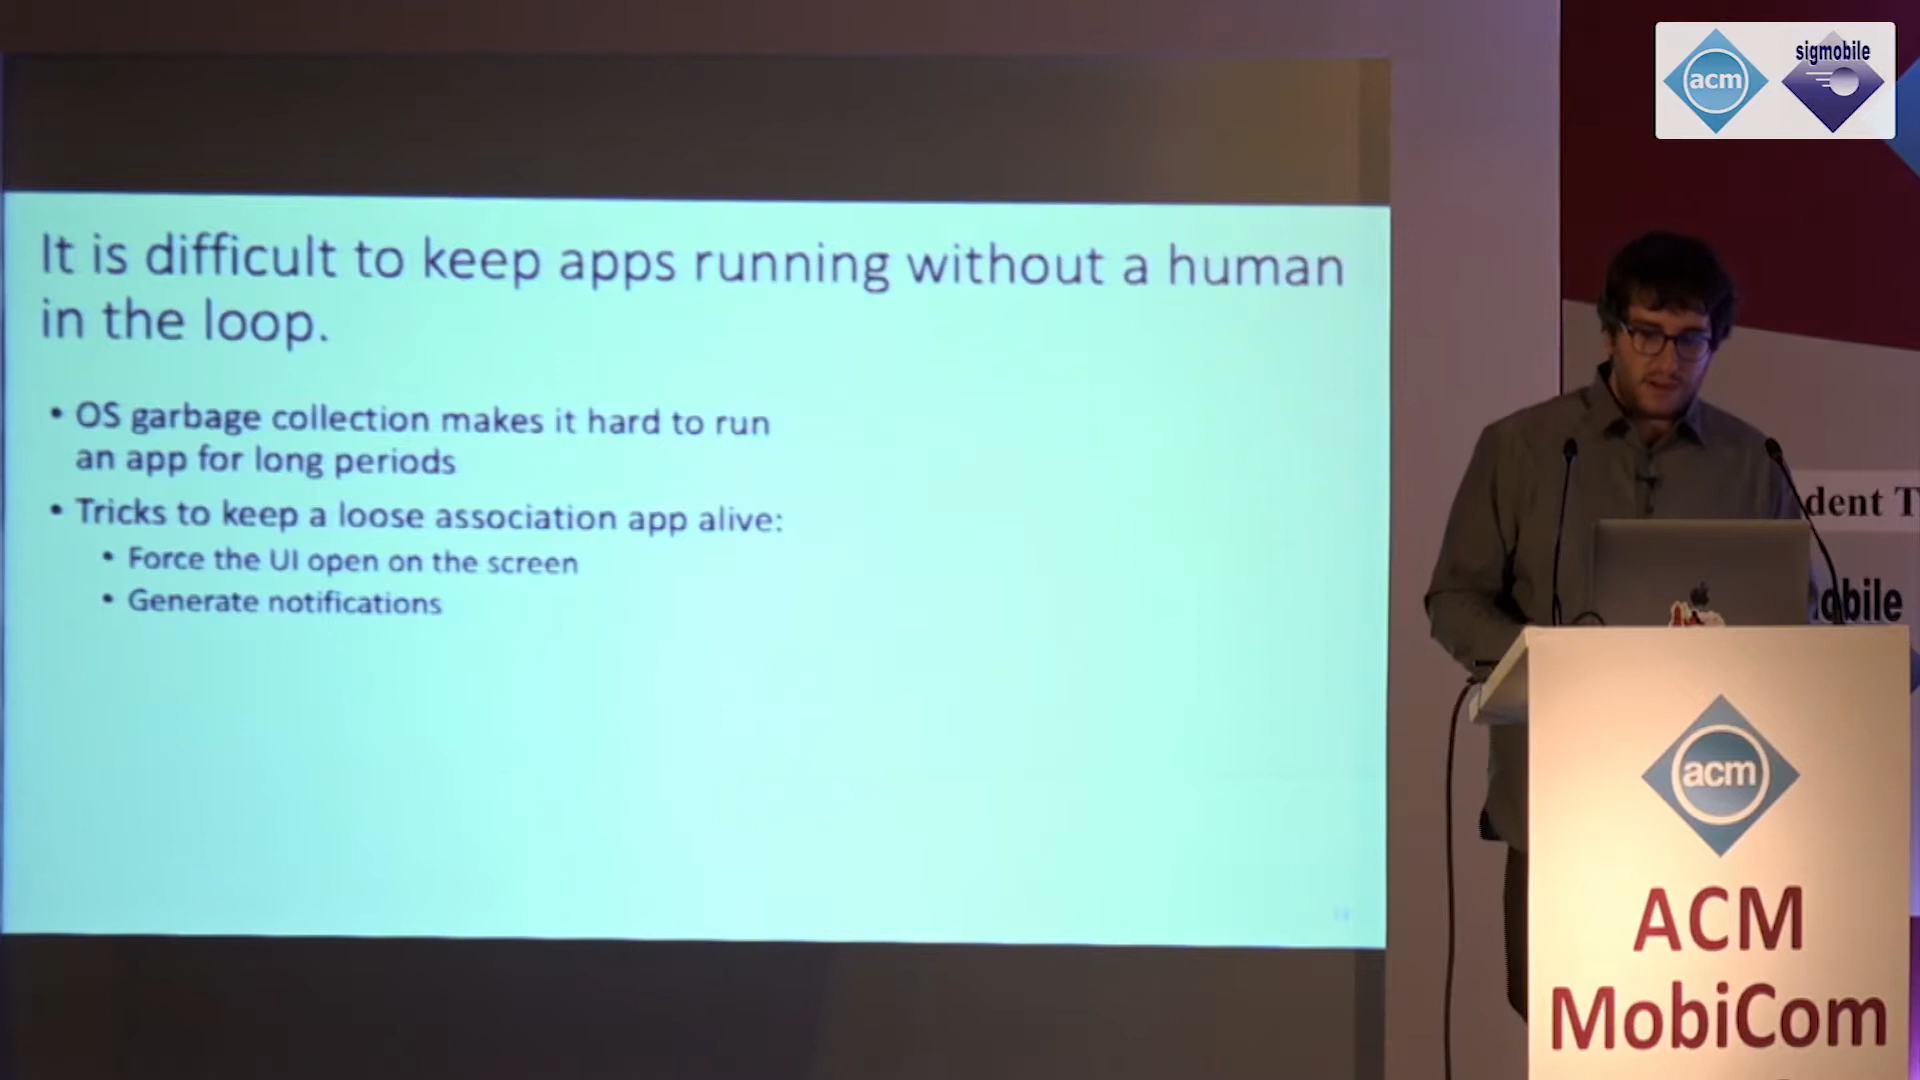 acm
sigmobile
It is difficult to keep apps running without a human
in the loop.
• OS garbage collection makes it hard to run
an app for long periods
• Tricks to keep a loose association app alive:
• Force the UI open on the screen
• Generate notifications
dent T
obile
acm
ACM
MobiCom